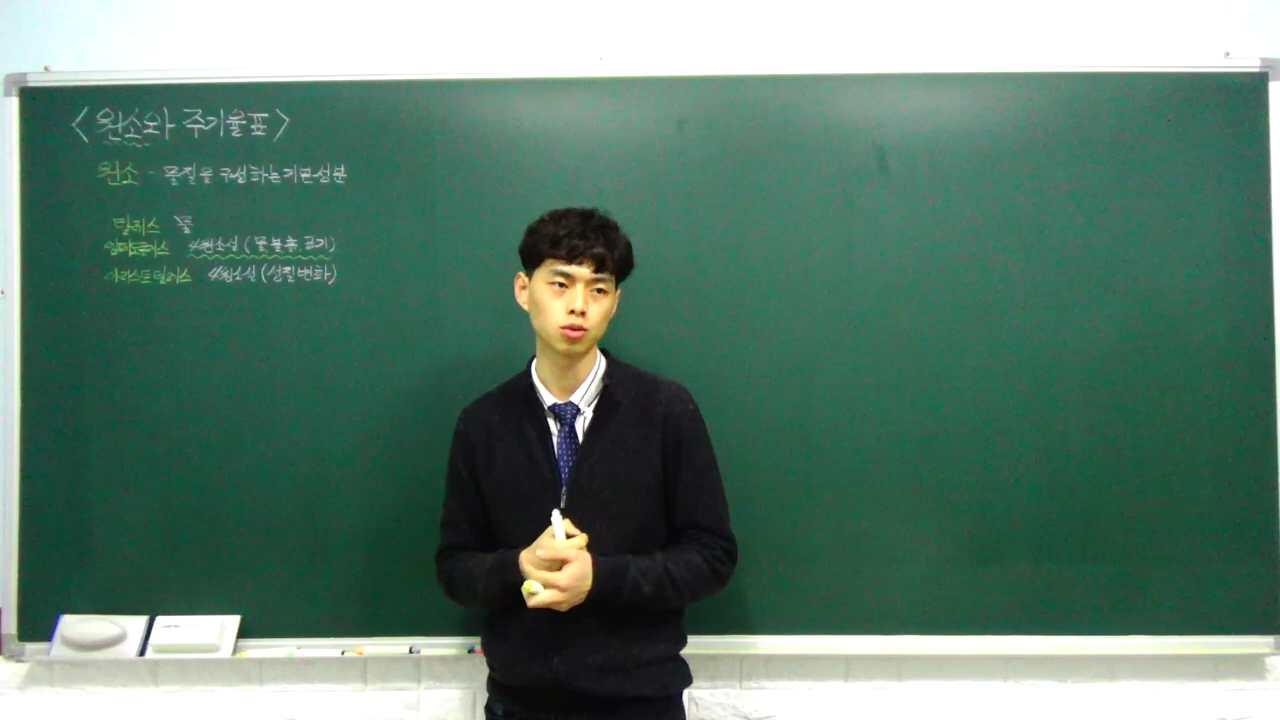 <원소와 주기율표>
원소 - 물질을 구성하는 기본성분
탈레스 물
엠페도클레스 4원소설 (물 불 흙, 공기)
아리스토텔레스 4원소설 (성질변화)